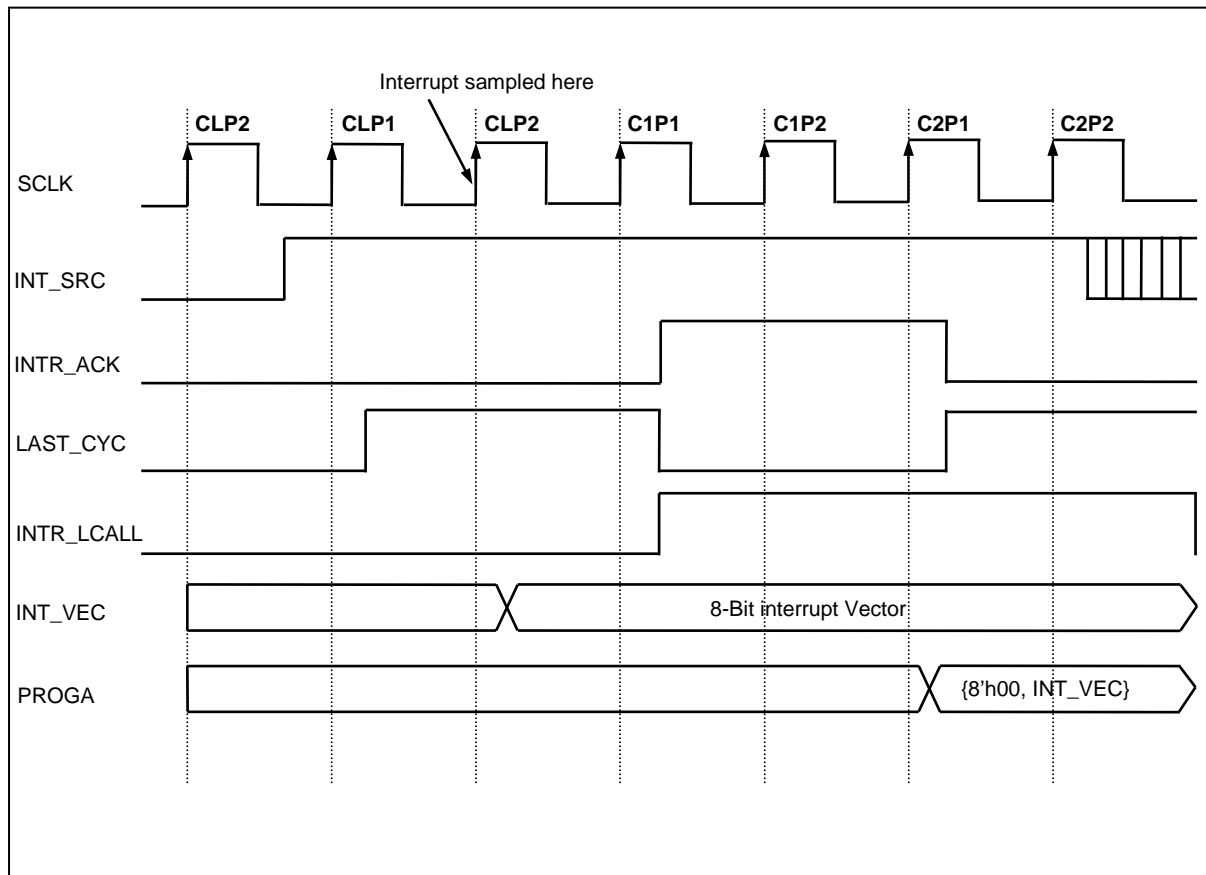 Interrupt sampled here
CLP2 CLP1 CLP2 C1P1 C1P2 C2P1 C2P2
SCLK
INT_SRC
INTR_ACK
LAST_CYC
INTR_LCALL
INT_VEC 8-Bit interrupt Vector
PROGA {8'h00, INT_VEC}